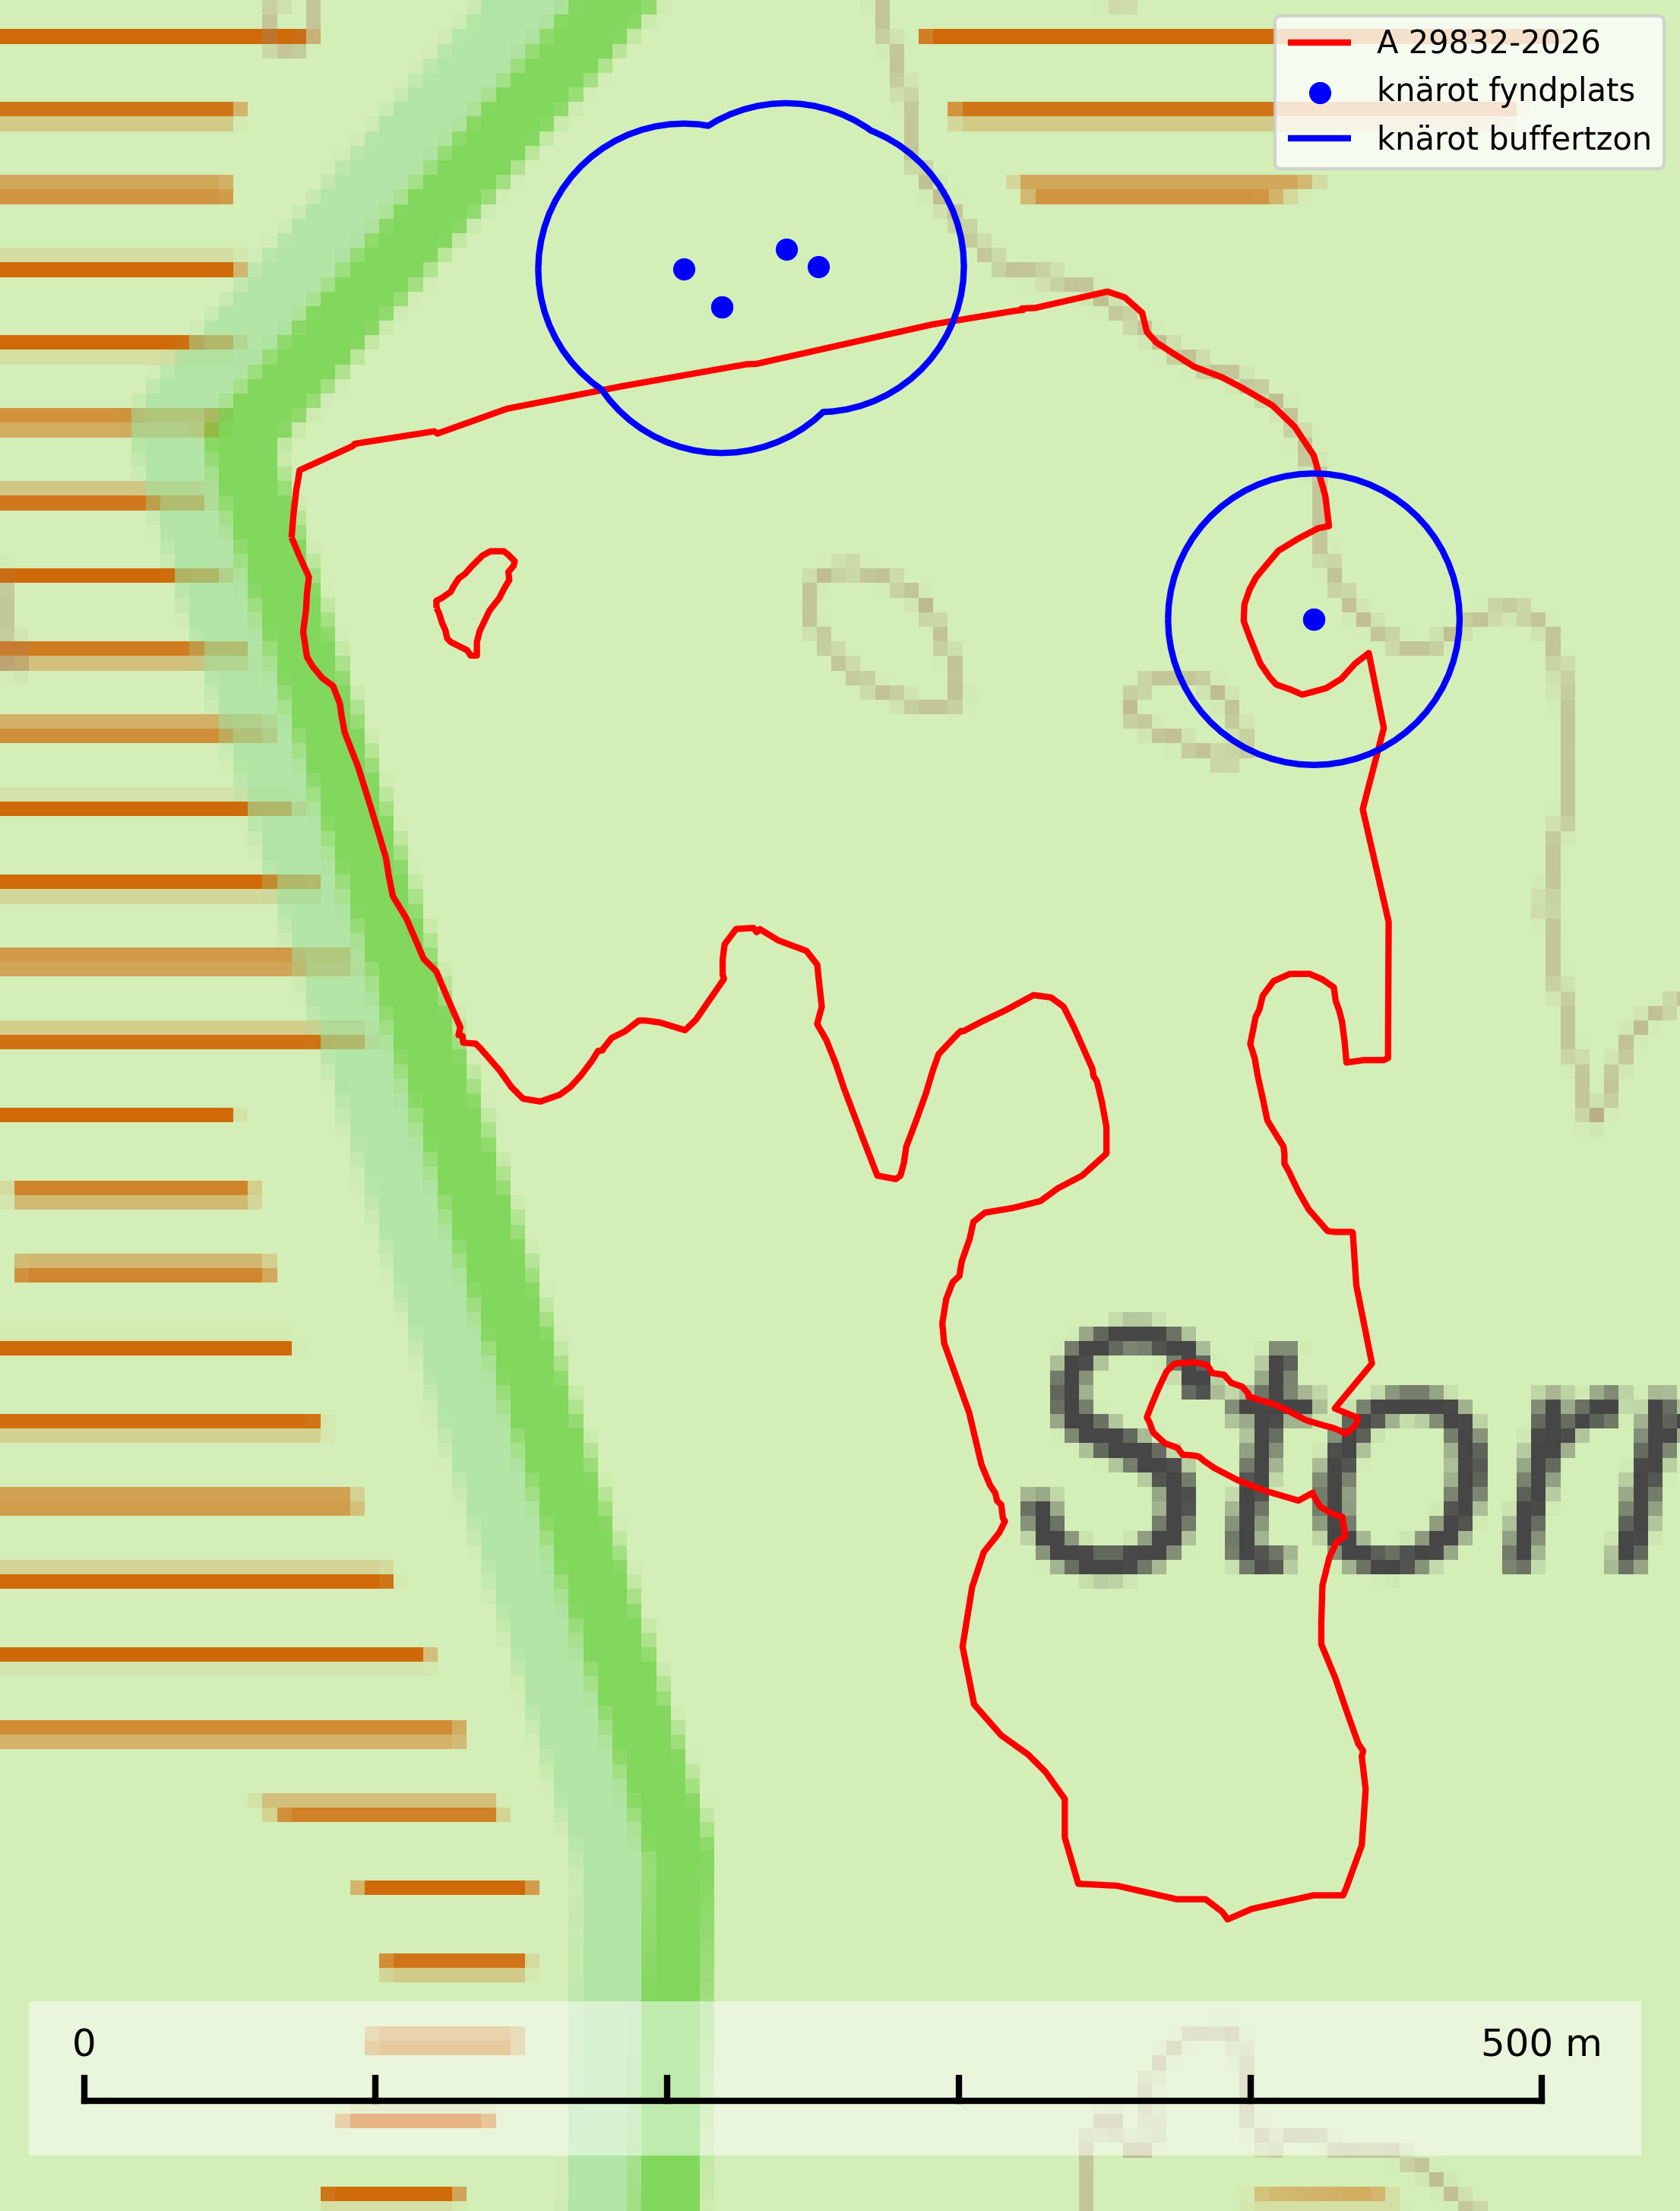 A 29832-2026
knärot fyndplats
knärot buffertzon
Storr
0
500 m